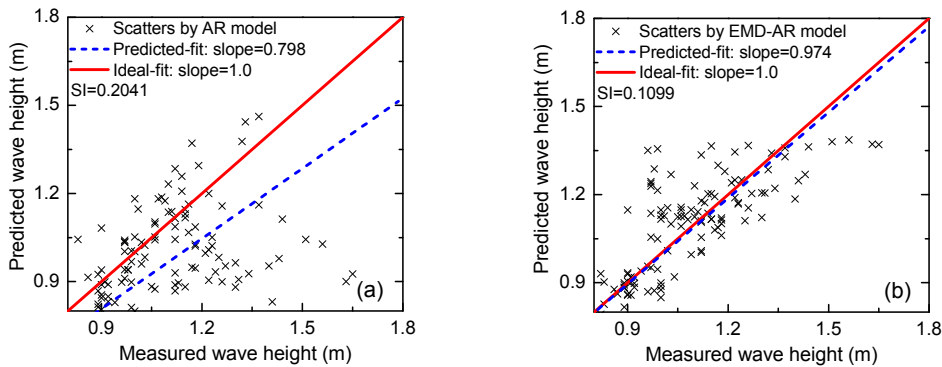 1.8
Scatters by AR model
Predicted-fit: slope=0.798
Ideal-fit: slope=1.0
SI=0.2041
1.5
1.2
0.9
Predicted wave height (m)
(a)
0.9 1.2 1.5 1.8
Measured wave height (m)
1.8
Scatters by EMD-AR model
Predicted-fit: slope=0.974
Ideal-fit: slope=1.0
SI=0.1099
1.5
1.2
0.9
Predicted wave height (m)
(b)
0.9 1.2 1.5 1.8
Measured wave height (m)